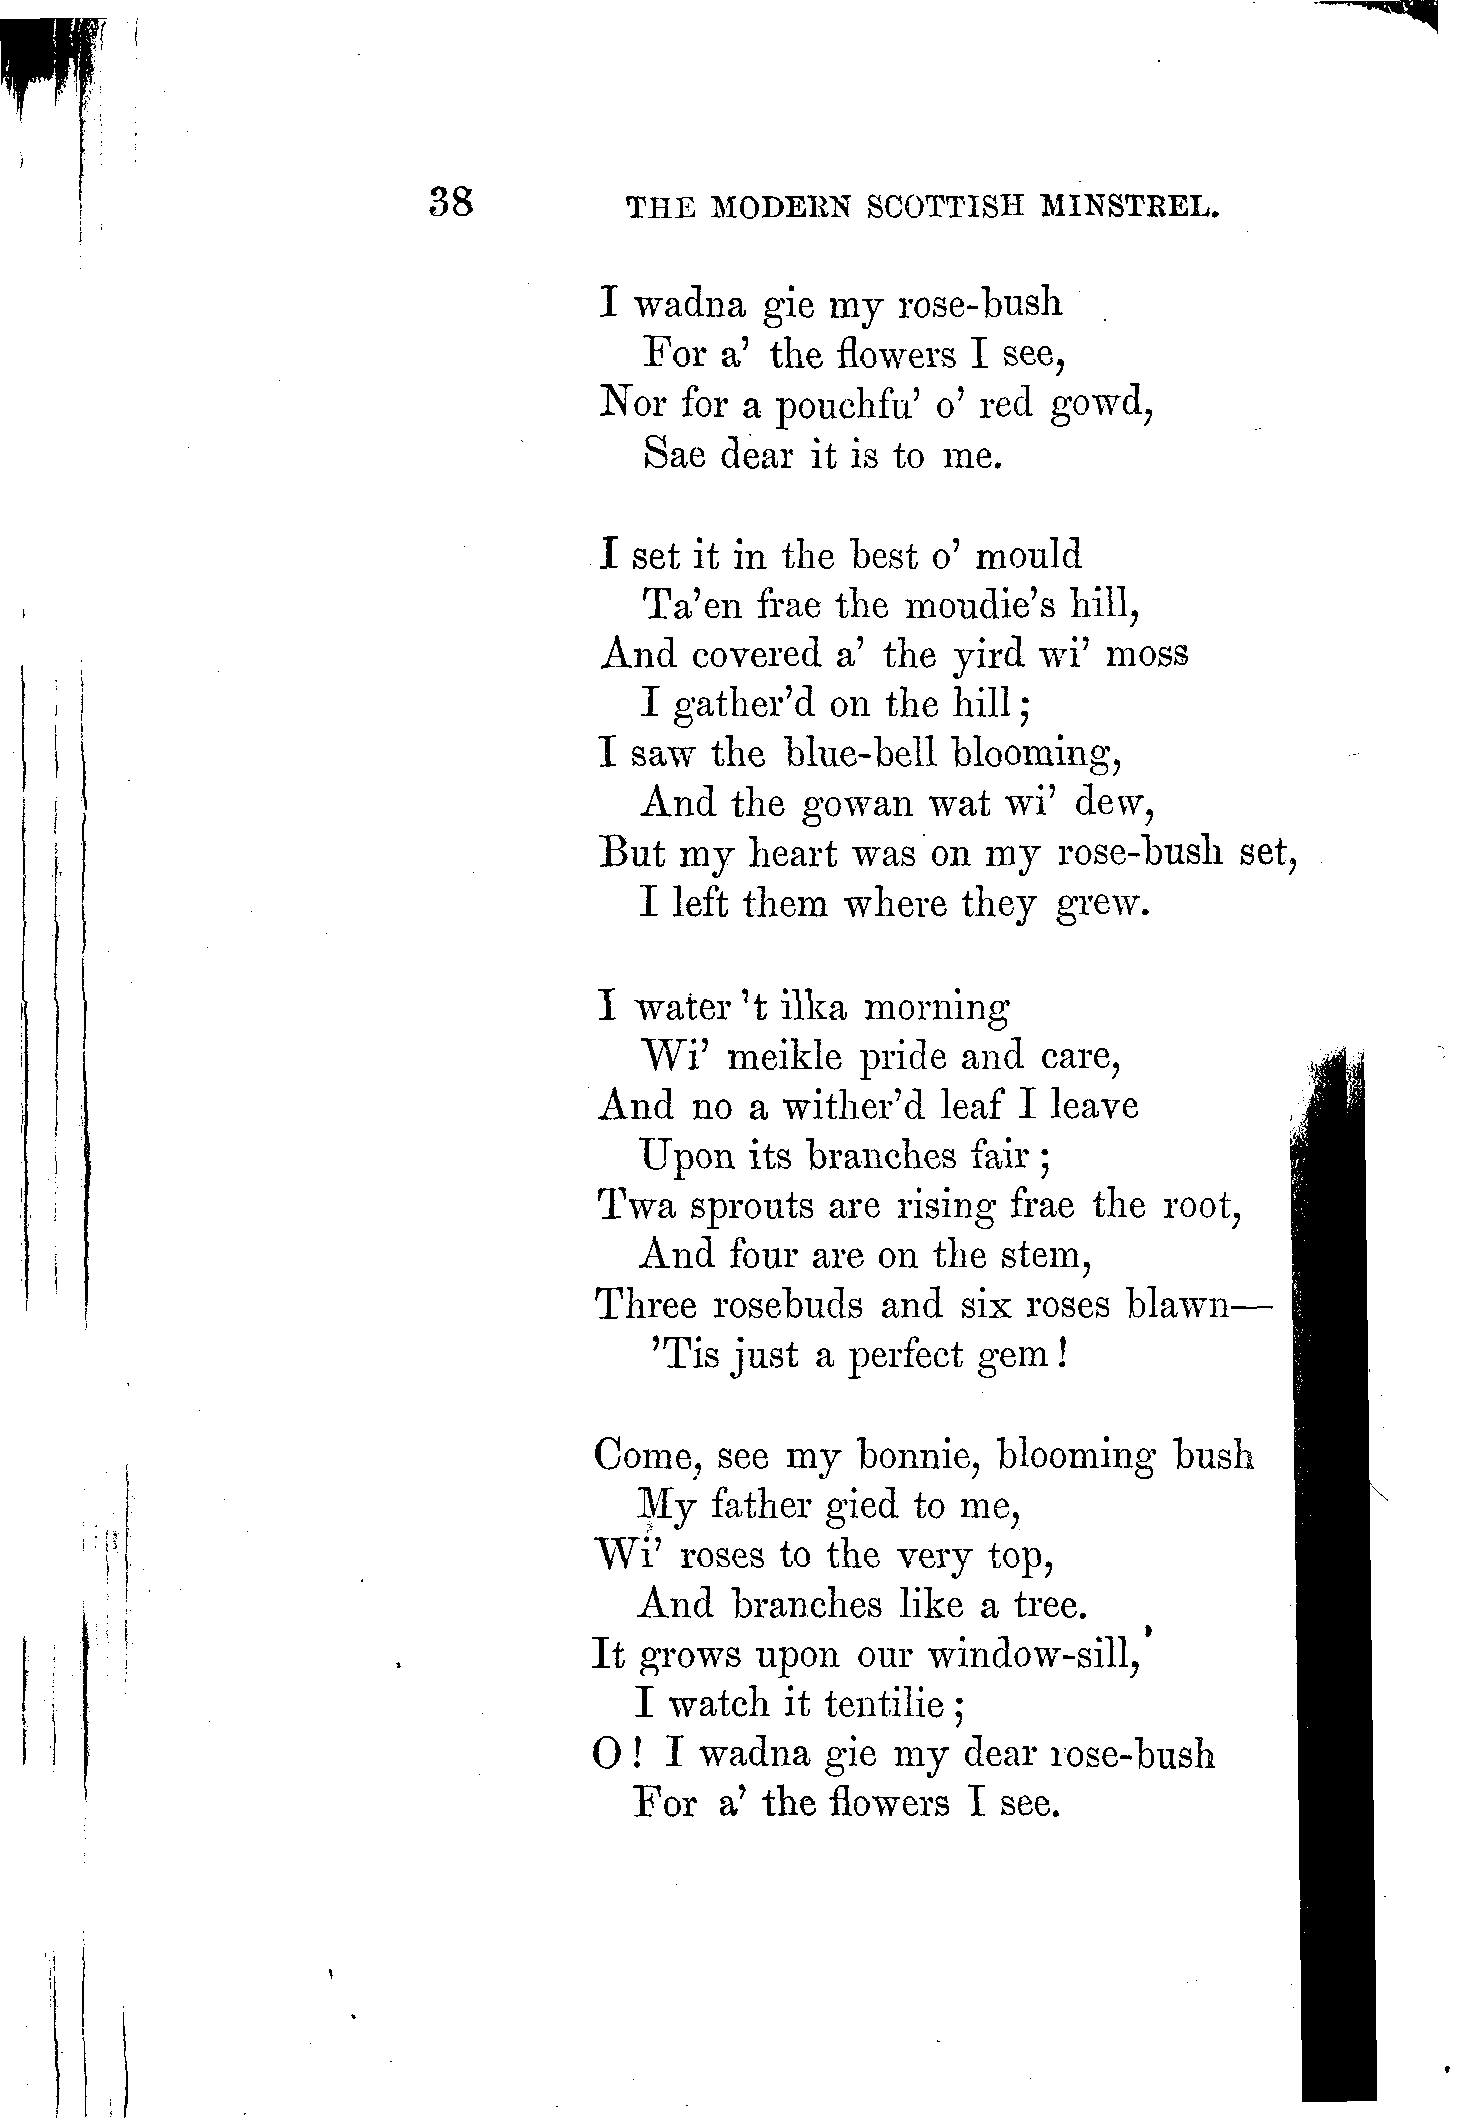 38 THE MODERN SCOTTISH MINSTREL.
I wadna gie my rose-bush
For a' the flowers I see,
Nor for a pouchfu' o' red gowd,
Sae dear it is to me.
I set it in the best o' mould
Ta'en frae the moudie's hill,
And covered a' the yird wi' moss
I gather'd on the hill;
I saw the blue-bell blooming,
And the gowan wat wi' dew,
But my heart was on my rose-bush set,
I left them where they grew.
I water 't ilka morning
Wi' meikle pride and care,
And no a wither'd leaf I leave
Upon its branches fair;
Twa sprouts are rising frae the root,
And four are on the stem,
Three rosebuds and six roses blawn—
'Tis just a perfect gem!
Come, see my bonnie, blooming bush
My father gied to me,
Wi' roses to the very top,
And branches like a tree.
It grows upon our window-sill,
I watch it tentilie;
O! I wadna gie my dear rose-bush
For a' the flowers I see.